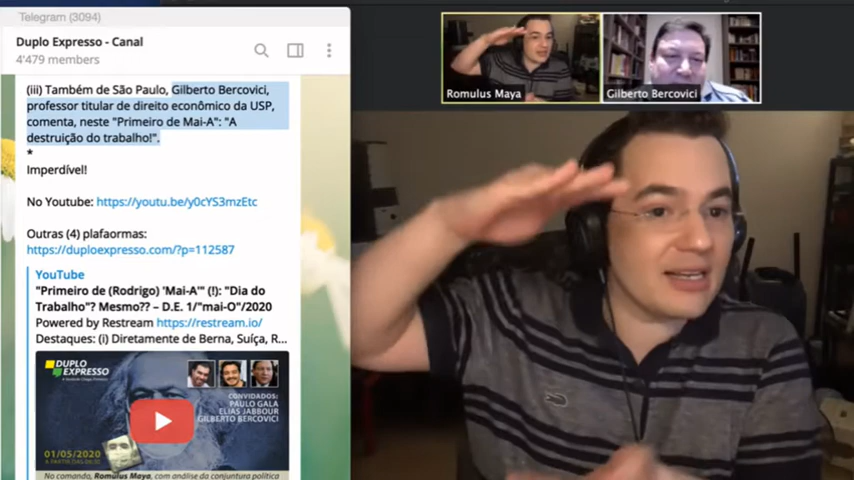 Telegram (3094)
Duplo Expresso - Canal
4'479 members
(iii) Também de São Paulo, Gilberto Bercovici,
professor titular de direito econômico da USP,
comenta, neste "Primeiro de Mai-A": "A
destruição do trabalho!".
*
Imperdível!
No Youtube: https://youtu.be/y0cYS3mzEtc
Outras (4) plafaormas:
https://duploexpresso.com/?p=112587
YouTube
"Primeiro de (Rodrigo) 'Mai-A'" (!): "Dia do
Trabalho"? Mesmo?? – D.E. 1/"mai-O"/2020
Powered by Restream https://restream.io/
Destaques: (i) Diretamente de Berna, Suíça, R...
DUPLO
EXPRESSO
CONVIDADOS:
PAULO GALA
ELIAS JABBOUR
GILBERTO BERCOVICI
01/05/2020
No comando, Romulus Maya, com análise da conjuntura política
Romulus Maya
Gilberto Bercovici